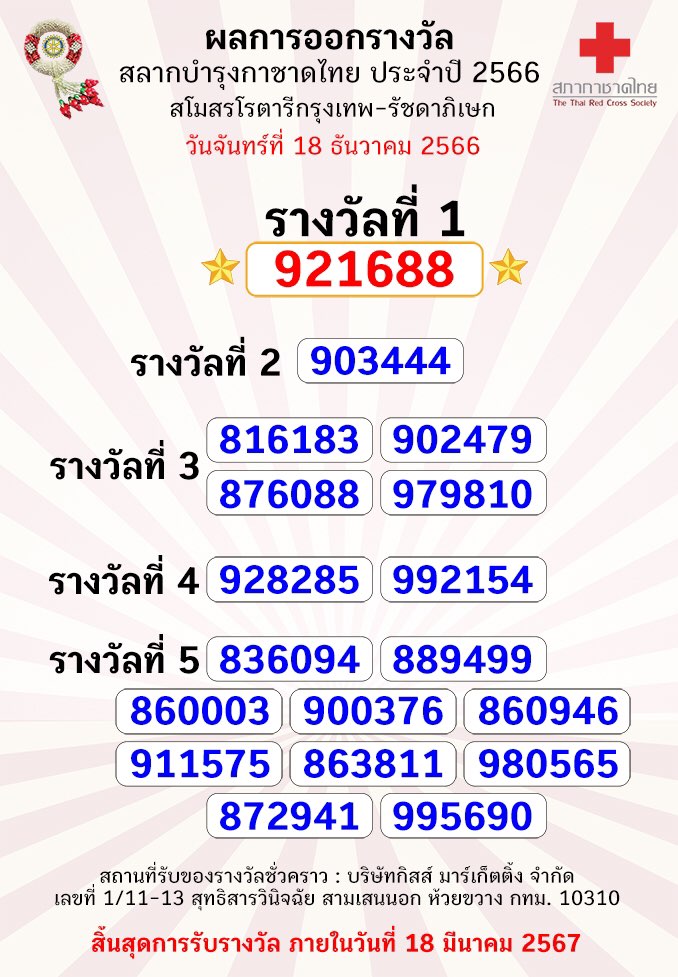 ผลการออกรางวัล
สลากบำรุงกาชาดไทย ประจำปี 2566
สโมสรโรตารีกรุงเทพ-รัชดาภิเษก
วันจันทร์ที่ 18 ธันวาคม 2566
สภากาชาดไทย
The Thai Red Cross Society
รางวัลที่ 1
921688
รางวัลที่ 2 903444
รางวัลที่ 3
816183 902479
876088 979810
รางวัลที่ 4 928285 992154
รางวัลที่ 5 836094 889499
860003 900376 860946
911575 863811 980565
872941 995690
สถานที่รับของรางวัลชั่วคราว : บริษัทกิสส์ มาร์เก็ตติ้ง จำกัด
เลขที่ 1/11-13 สุทธิสารวินิจฉัย สามเสนนอก ห้วยขวาง กทม. 10310
สิ้นสุดการรับรางวัล ภายในวันที่ 18 มีนาคม 2567